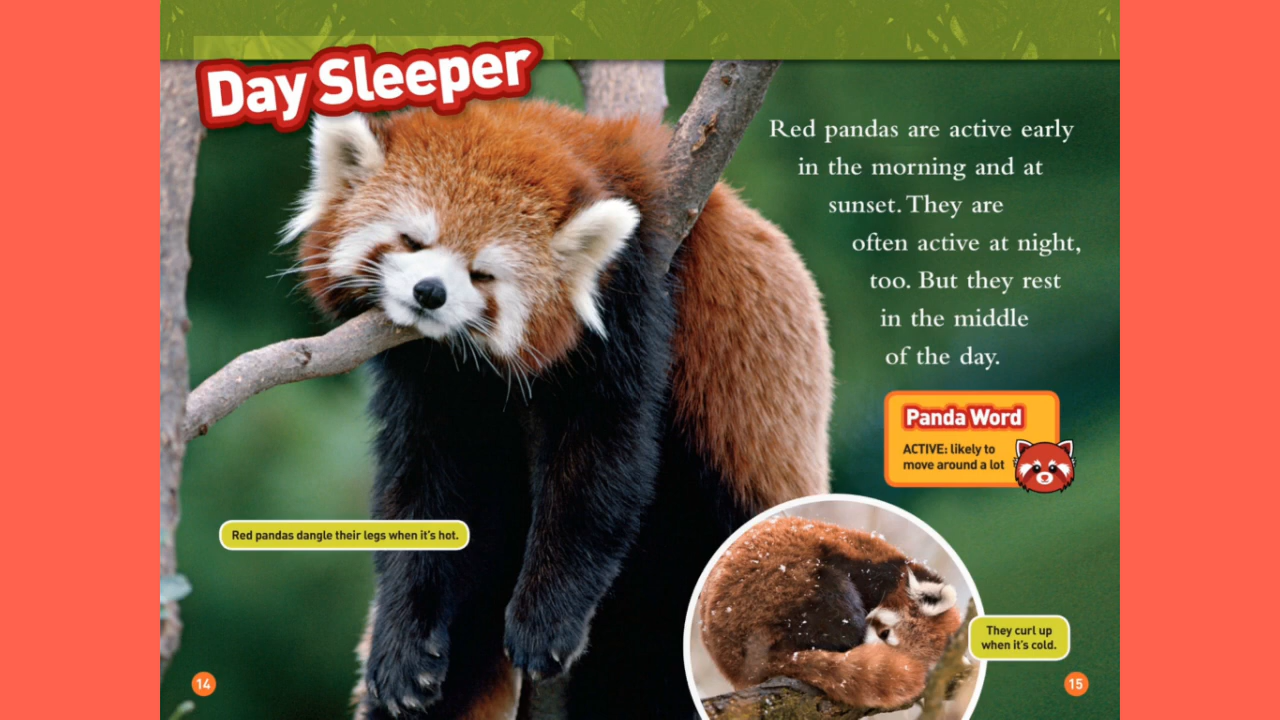 Day Sleeper
Red pandas are active early
in the morning and at
sunset. They are
often active at night,
too. But they rest
in the middle
of the day.
Panda Word
ACTIVE: likely to
move around a lot
Red pandas dangle their legs when it's hot.
They curl up
when it's cold.
14
15